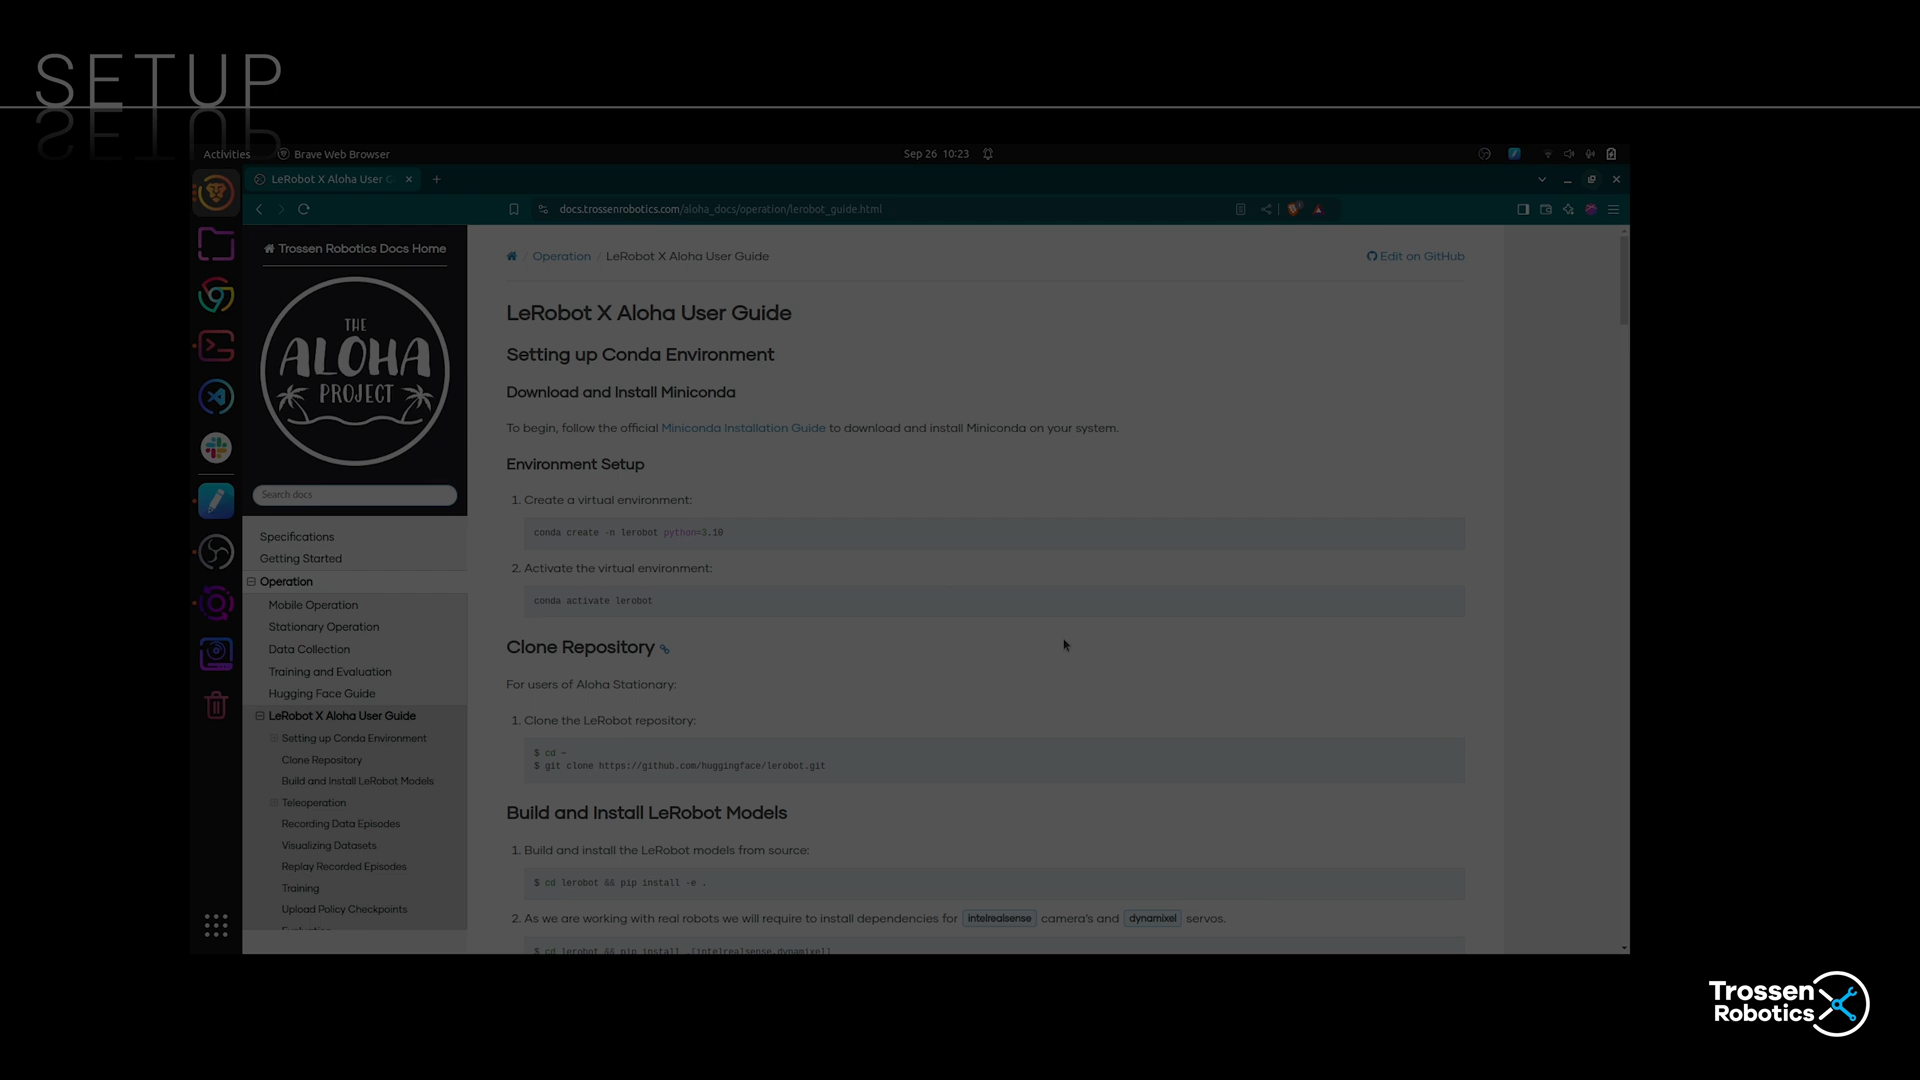 SETUP
Activities
Brave Web Browser
Sep 26 10:23
LeRobot X Aloha User G
docs.trossenrobotics.com/aloha_docs/operation/lerobot_guide.html
Trossen Robotics Docs Home
THE
ALOHA
PROJECT
Search docs
Specifications
Getting Started
Operation
Mobile Operation
Stationary Operation
Data Collection
Training and Evaluation
Hugging Face Guide
LeRobot X Aloha User Guide
Setting up Conda Environment
Clone Repository
Build and Install LeRobot Models
Teleoperation
Recording Data Episodes
Visualizing Datasets
Replay Recorded Episodes
Training
Upload Policy Checkpoints
Evaluation
/ Operation / LeRobot X Aloha User Guide
Edit on GitHub
LeRobot X Aloha User Guide
Setting up Conda Environment
Download and Install Miniconda
To begin, follow the official Miniconda Installation Guide to download and install Miniconda on your system.
Environment Setup
1. Create a virtual environment:
conda create -n lerobot python=3.10
2. Activate the virtual environment:
conda activate lerobot
Clone Repository
For users of Aloha Stationary:
1. Clone the LeRobot repository:
$ cd ~
$ git clone https://github.com/huggingface/lerobot.git
Build and Install LeRobot Models
1. Build and install the LeRobot models from source:
$ cd lerobot && pip install -e .
2. As we are working with real robots we will require to install dependencies for intelrealsense camera's and dynamixel servos.
$ cd lerobot && pip install .[intelrealsense,dynamixel]
Trossen
Robotics